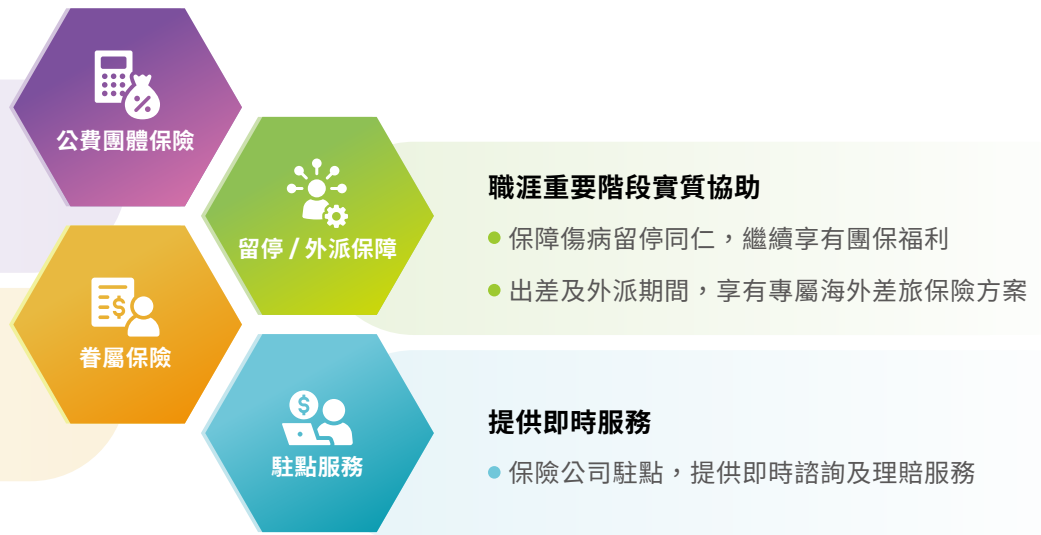 公費團體保險
留停 / 外派保障
職涯重要階段實質協助
保障傷病留停同仁，繼續享有團保福利
出差及外派期間，享有專屬海外差旅保險方案
眷屬保險
駐點服務
提供即時服務
保險公司駐點，提供即時諮詢及理賠服務